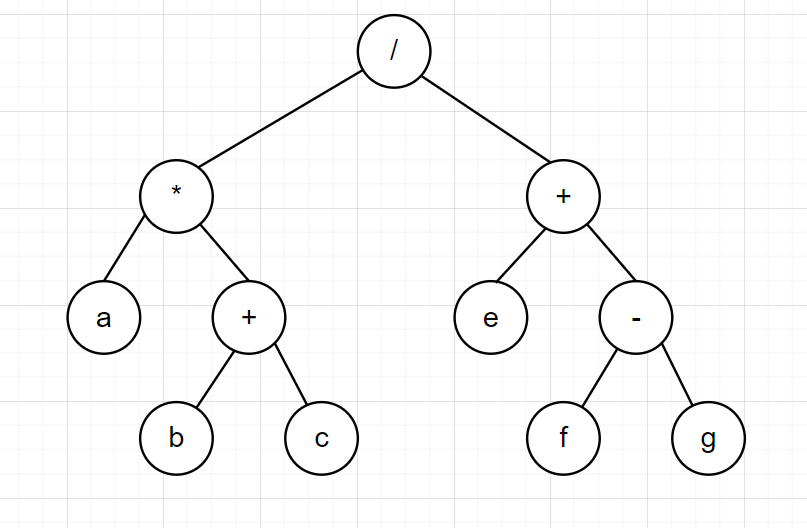 /
* +
a + e -
b c f g